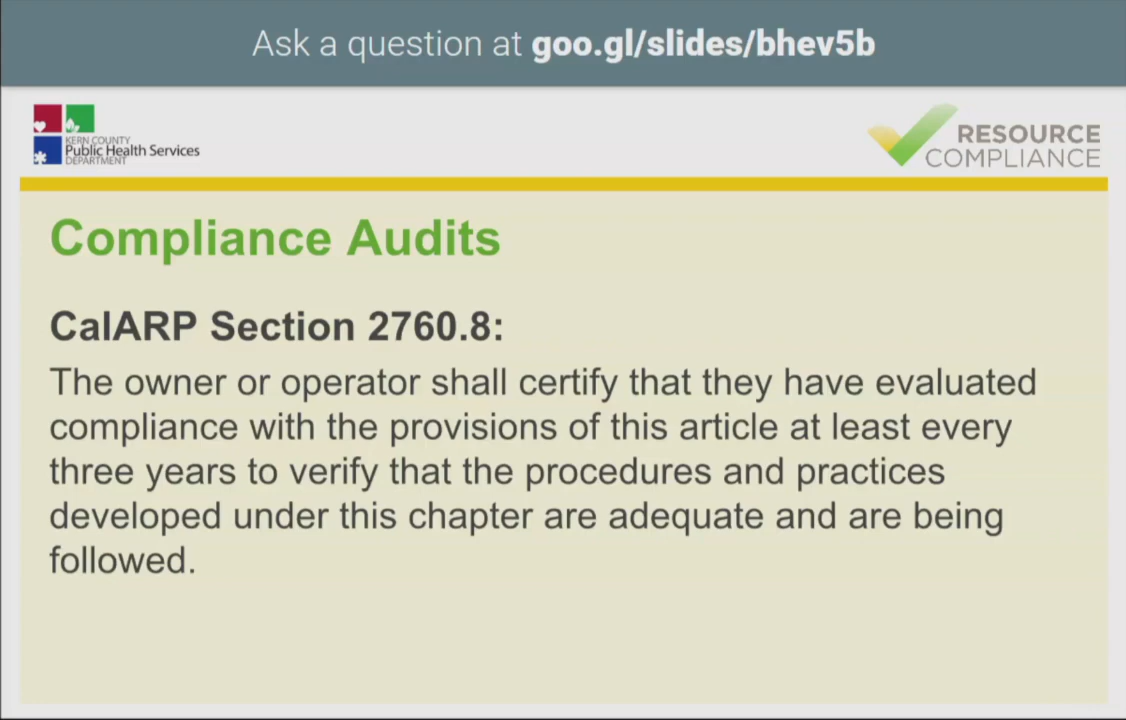 Ask a question at goo.gl/slides/bhev5b
KERN COUNTY
Public Health Services
DEPARTMENT
RESOURCE
COMPLIANCE
Compliance Audits
CalARP Section 2760.8:
The owner or operator shall certify that they have evaluated
compliance with the provisions of this article at least every
three years to verify that the procedures and practices
developed under this chapter are adequate and are being
followed.